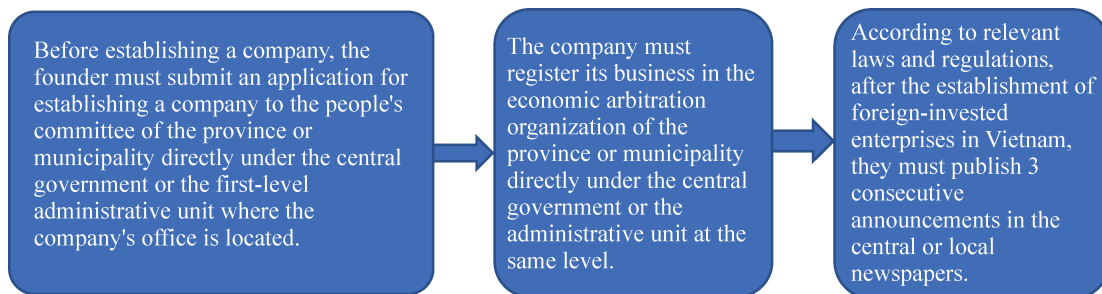 Before establishing a company, the
founder must submit an application for
establishing a company to the people's
committee of the province or
municipality directly under the central
government or the first-level
administrative unit where the
company's office is located.
The company must
register its business in the
economic arbitration
organization of the
province or municipality
directly under the central
government or the
administrative unit at the
same level.
According to relevant
laws and regulations,
after the establishment of
foreign-invested
enterprises in Vietnam,
they must publish 3
consecutive
announcements in the
central or local
newspapers.